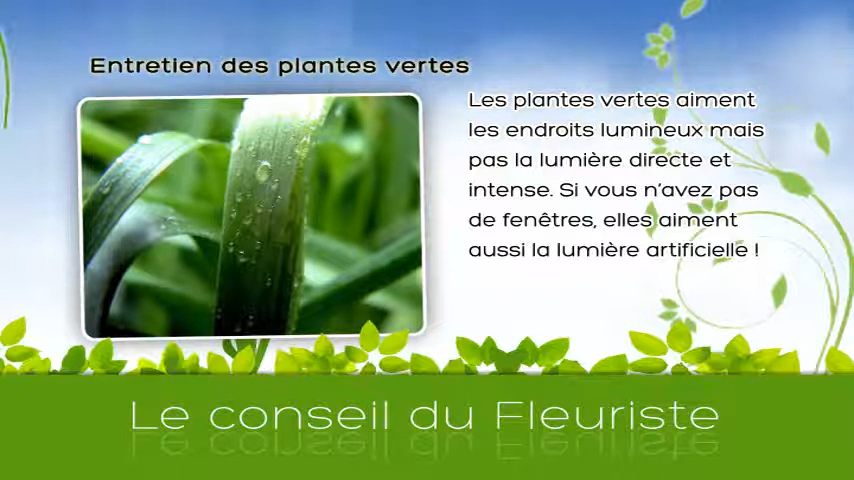 Entretien des plantes vertes
Les plantes vertes aiment
les endroits lumineux mais
pas la lumière directe et
intense. Si vous n'avez pas
de fenêtres, elles aiment
aussi la lumière artificielle !
Le conseil du Fleuriste